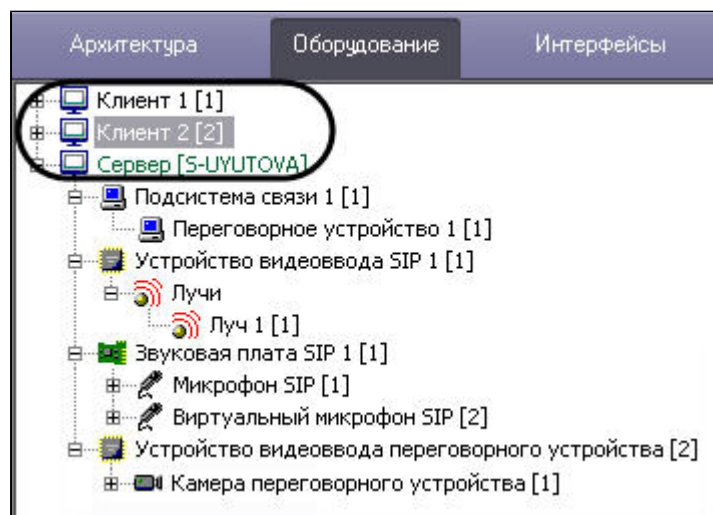 Архитектура Оборудование Интерфейсы
Клиент 1 [1]
Клиент 2 [2]
Сервер [S-UYUTOVA]
Подсистема связи 1 [1]
Переговорное устройство 1 [1]
Устройство видеоввода SIP 1 [1]
Лучи
Луч 1 [1]
Звуковая плата SIP 1 [1]
Микрофон SIP [1]
Виртуальный микрофон SIP [2]
Устройство видеоввода переговорного устройства [2]
Камера переговорного устройства [1]